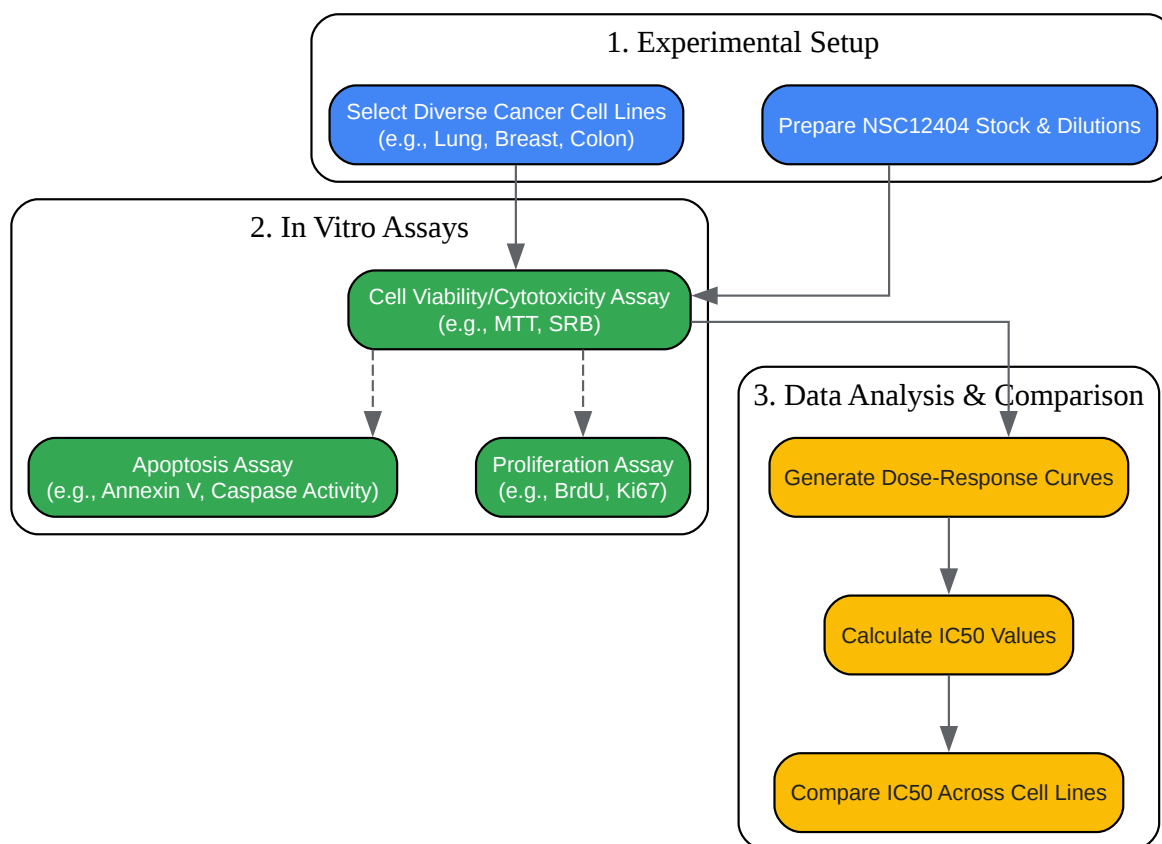 1. Experimental Setup
Select Diverse Cancer Cell Lines
(e.g., Lung, Breast, Colon)
Prepare NSC12404 Stock & Dilutions
2. In Vitro Assays
Cell Viability/Cytotoxicity Assay
(e.g., MTT, SRB)
Apoptosis Assay
(e.g., Annexin V, Caspase Activity)
Proliferation Assay
(e.g., BrdU, Ki67)
3. Data Analysis & Comparison
Generate Dose-Response Curves
Calculate IC50 Values
Compare IC50 Across Cell Lines